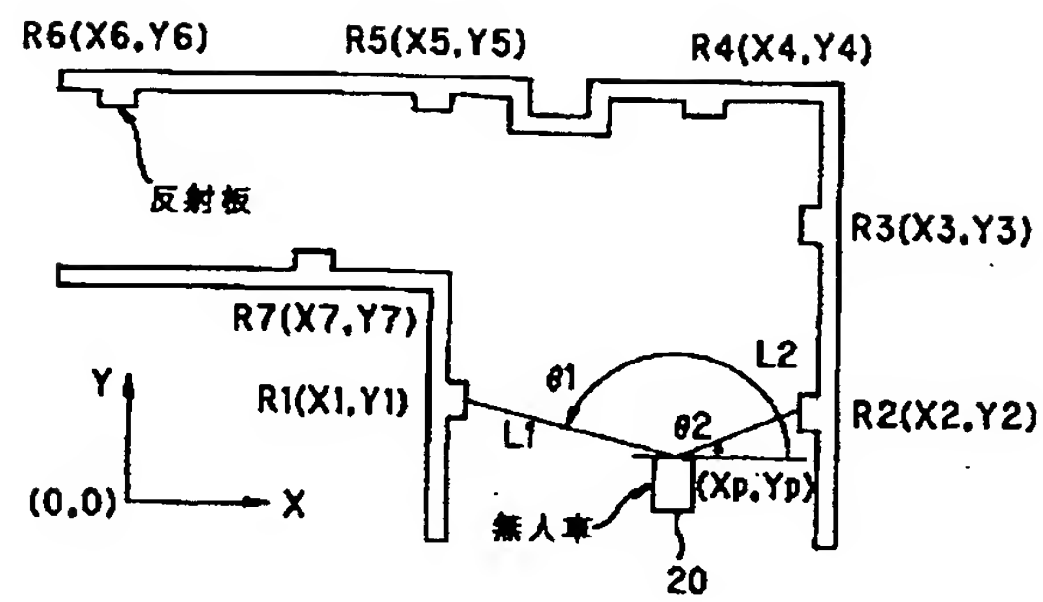 R6(X6,Y6)
R5(X5,Y5)
R4(X4,Y4)
反射板
R3(X3,Y3)
R7(X7,Y7)
L2
Y
θ1
R1(X1,Y1)
R2(X2,Y2)
L1
θ2
(Xp,Yp)
(0,0)
X
無人車
20